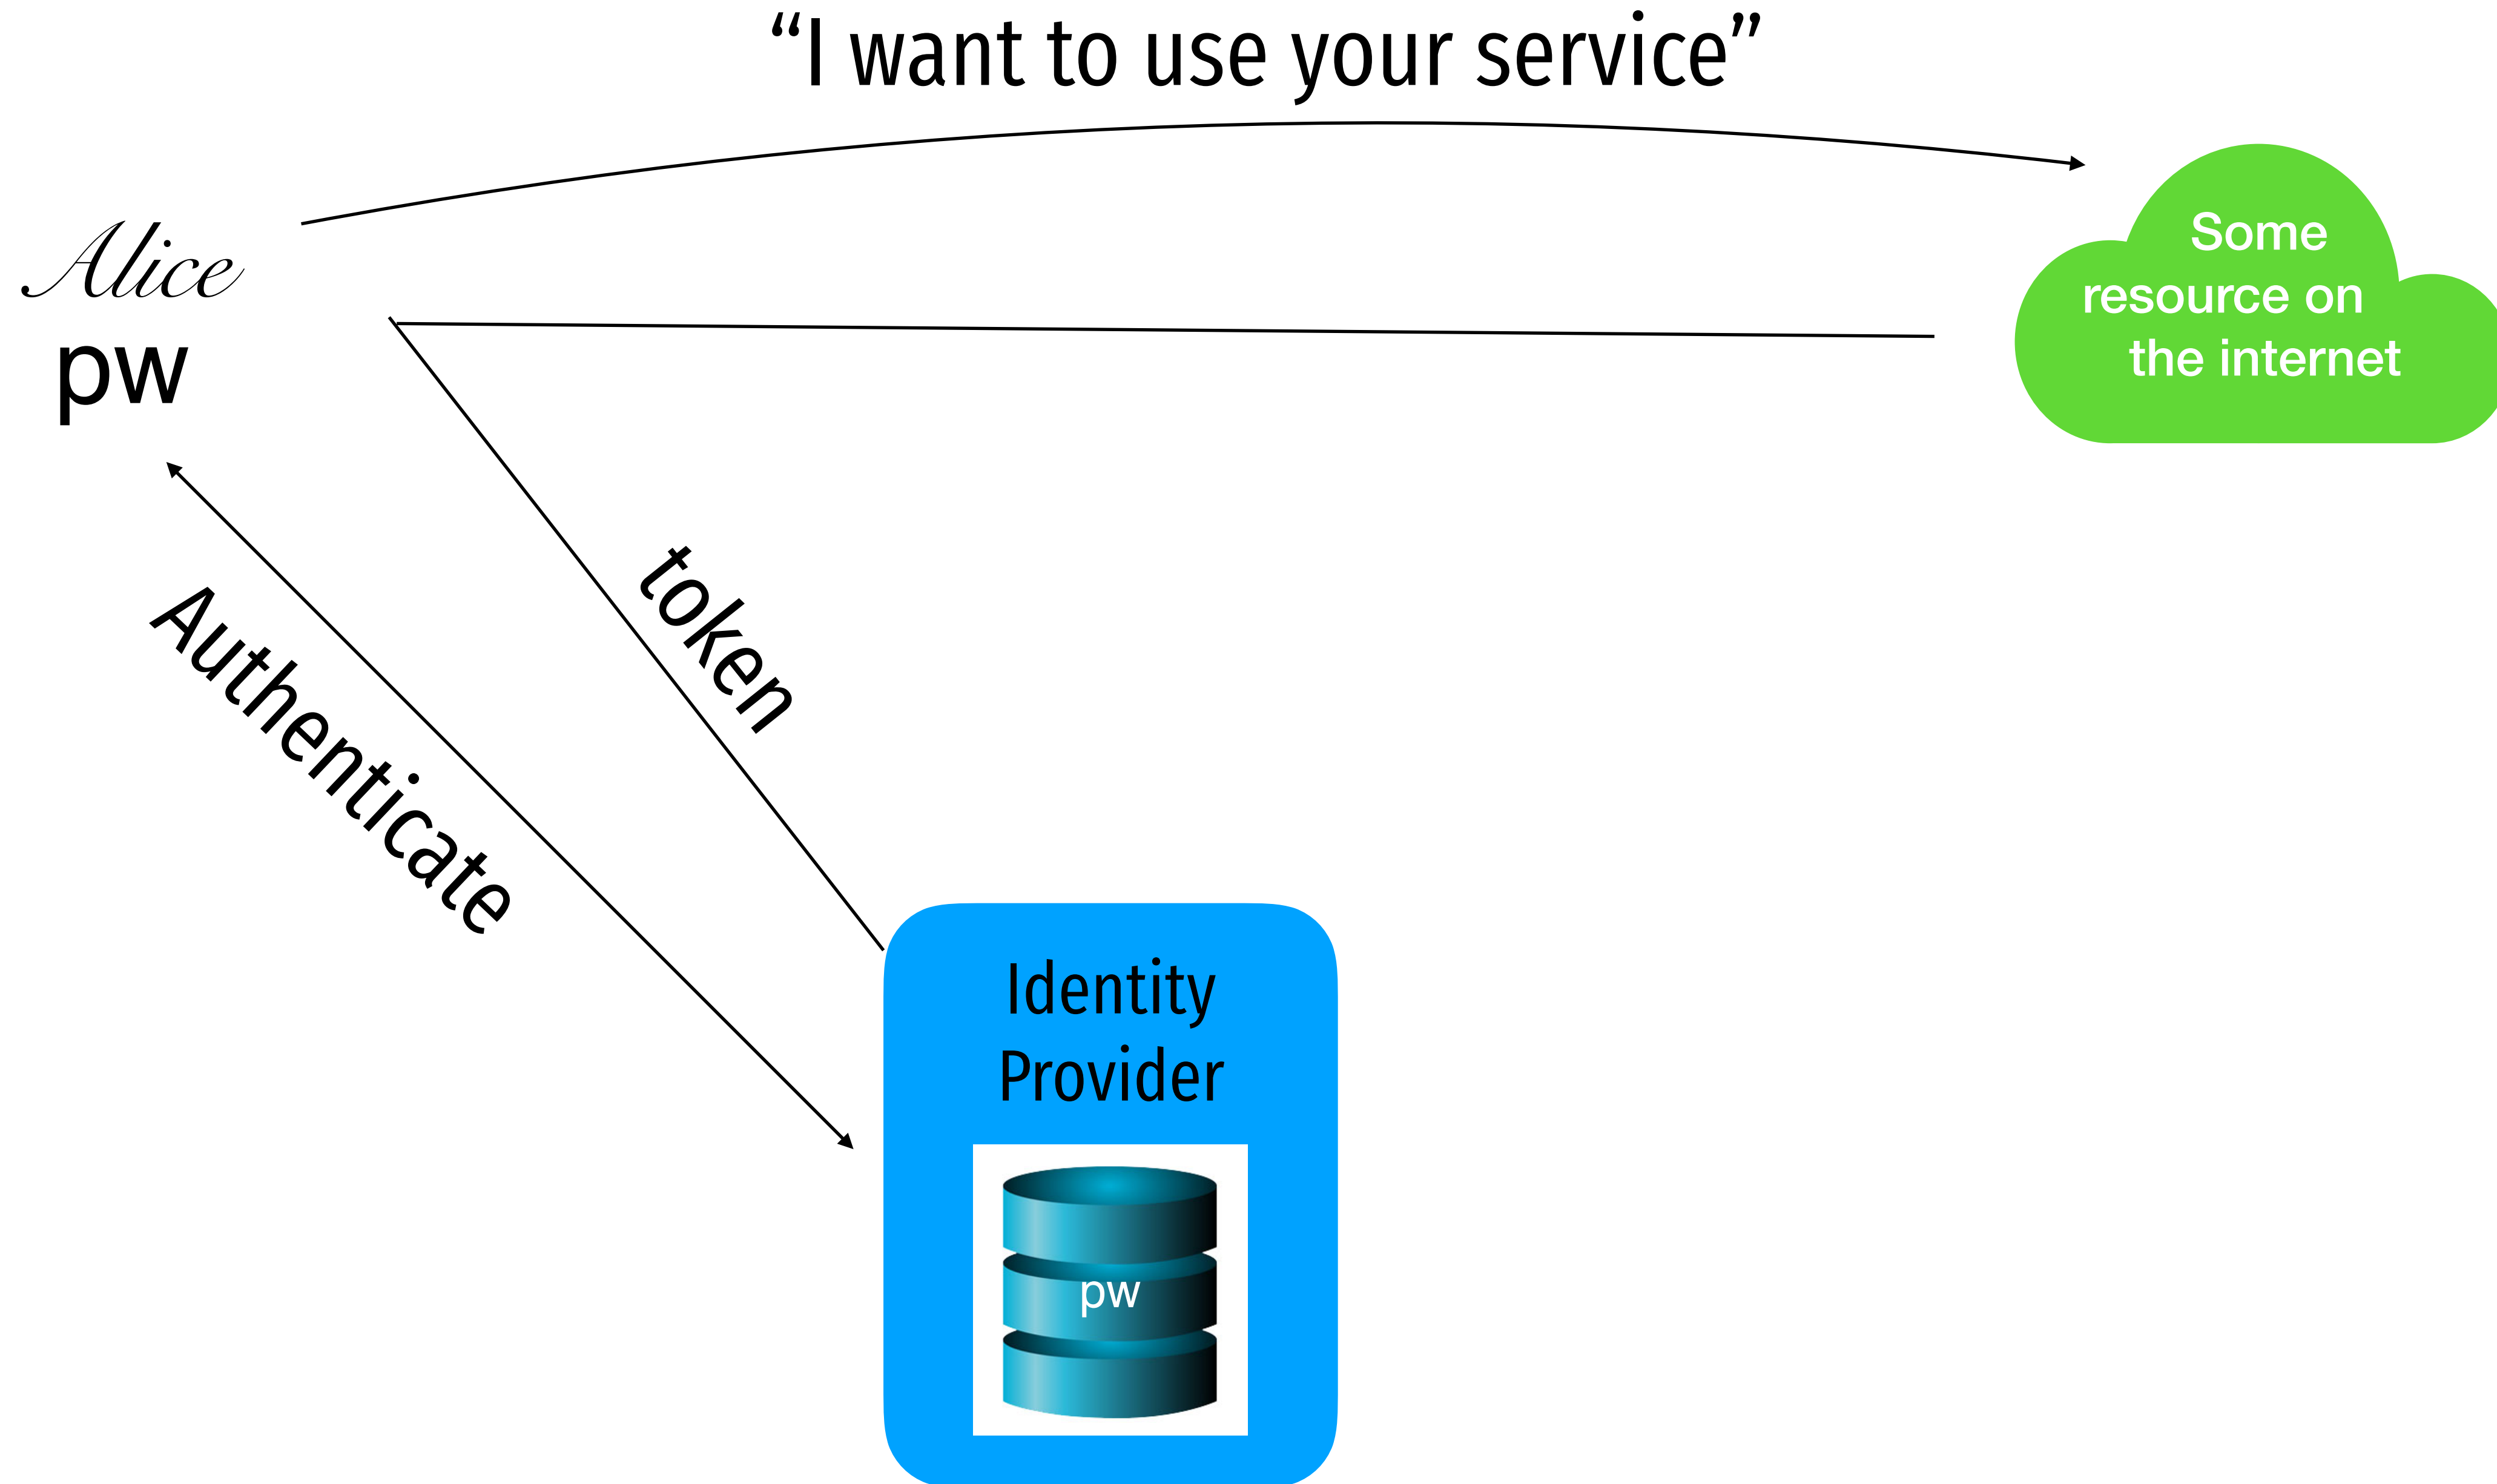 “I want to use your service”
Alice
pw
Some
resource on
the internet
token
Authenticate
Identity
Provider
pw